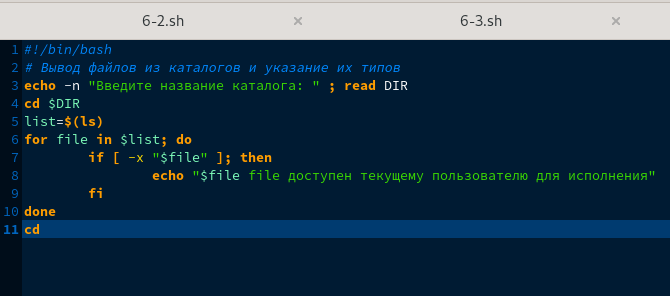 6-2.sh × 6-3.sh ×
1 #!/bin/bash
2 # Вывод файлов из каталогов и указание их типов
3 echo -n "Введите название каталога: " ; read DIR
4 cd $DIR
5 list=$(ls)
6 for file in $list; do
7 if [ -x "$file" ]; then
8 echo "$file file доступен текущему пользователю для исполнения"
9 fi
10 done
11 cd